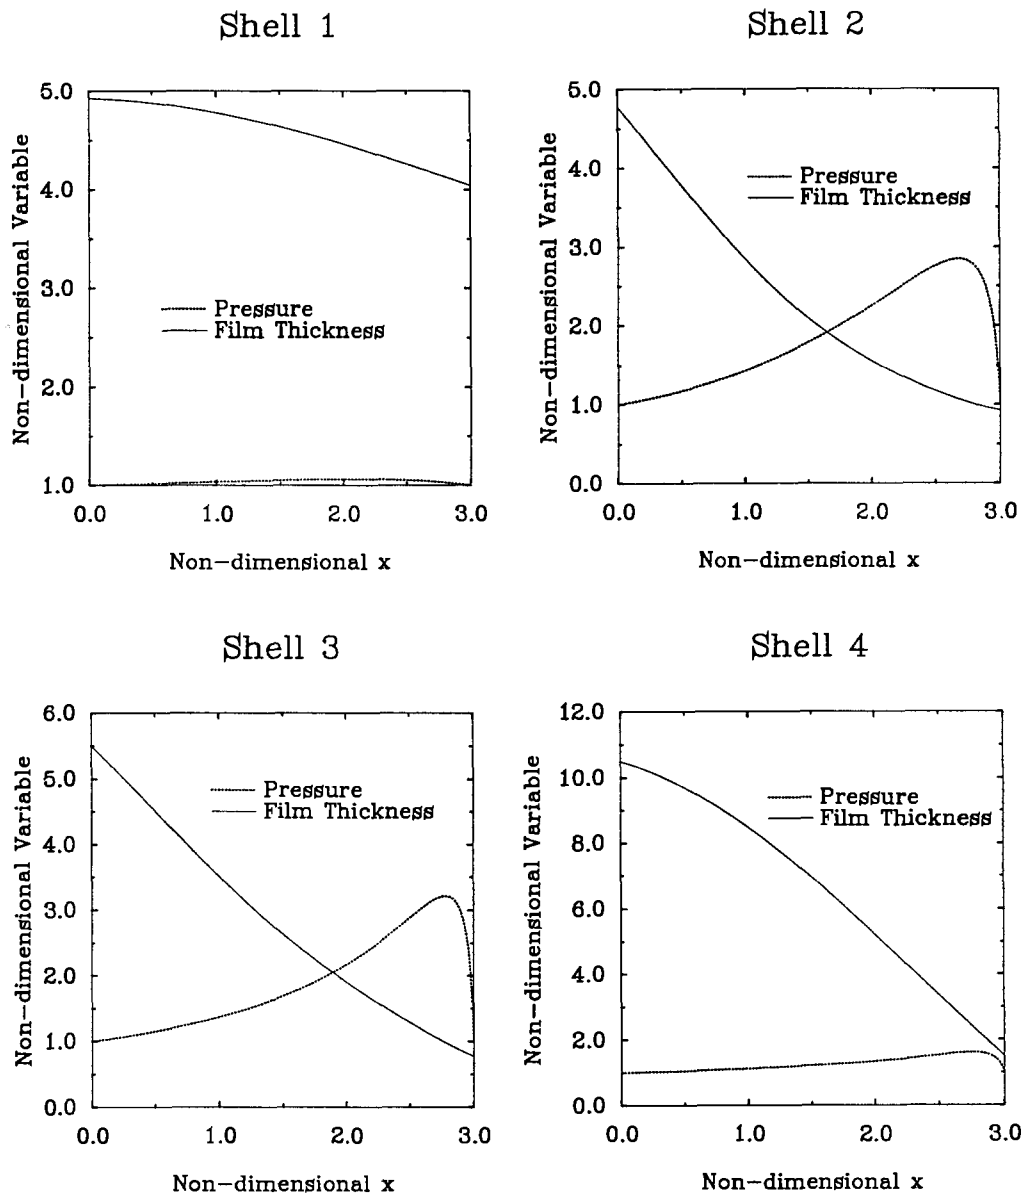 Shell 1
Non-dimensional Variable
5.0
4.0
3.0
2.0
1.0
Pressure
Film Thickness
0.0 1.0 2.0 3.0
Non-dimensional x
Shell 2
Non-dimensional Variable
5.0
4.0
3.0
2.0
1.0
0.0
Pressure
Film Thickness
0.0 1.0 2.0 3.0
Non-dimensional x
Shell 3
Non-dimensional Variable
6.0
5.0
4.0
3.0
2.0
1.0
0.0
Pressure
Film Thickness
0.0 1.0 2.0 3.0
Non-dimensional x
Shell 4
Non-dimensional Variable
12.0
10.0
8.0
6.0
4.0
2.0
0.0
Pressure
Film Thickness
0.0 1.0 2.0 3.0
Non-dimensional x